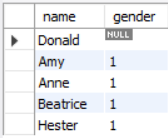 name gender
Donald NULL
Amy 1
Anne 1
Beatrice 1
Hester 1